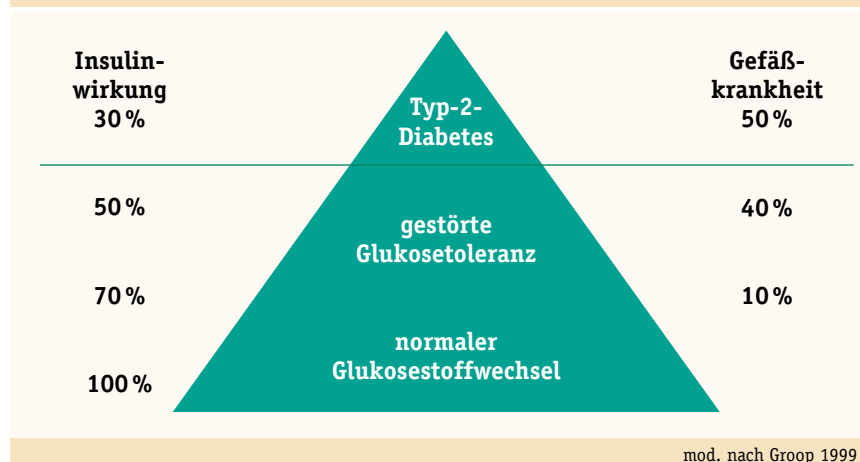 Insulin-
wirkung
30 %
Typ-2-
Diabetes
Gefäß-
krankheit
50 %
50 %
gestörte
Glukosetoleranz
40 %
70 %
10 %
normaler
Glukosestoffwechsel
100 %
mod. nach Groop 1999